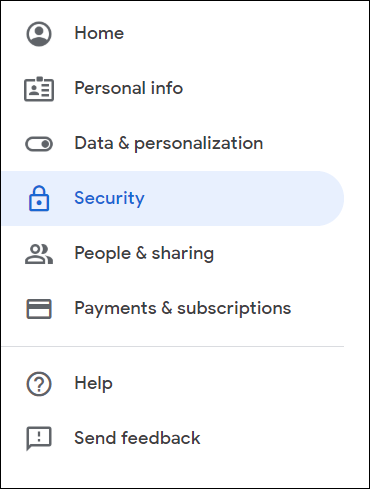 Home
Personal info
Data & personalization
Security
People & sharing
Payments & subscriptions
Help
Send feedback